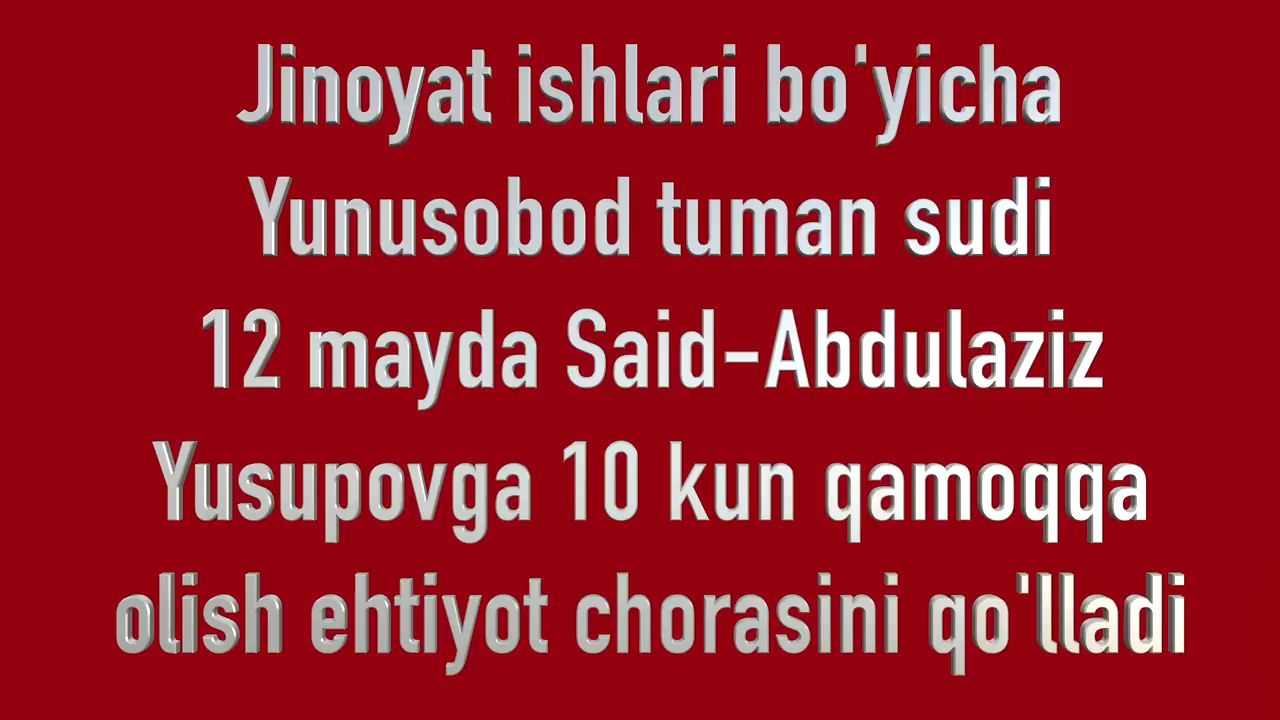 Jinoyat ishlari bo'yicha
Yunusobod tuman sudi
12 mayda Said-Abdulaziz
Yusupovga 10 kun qamoqqa
olish ehtiyot chorasini qo'lladi